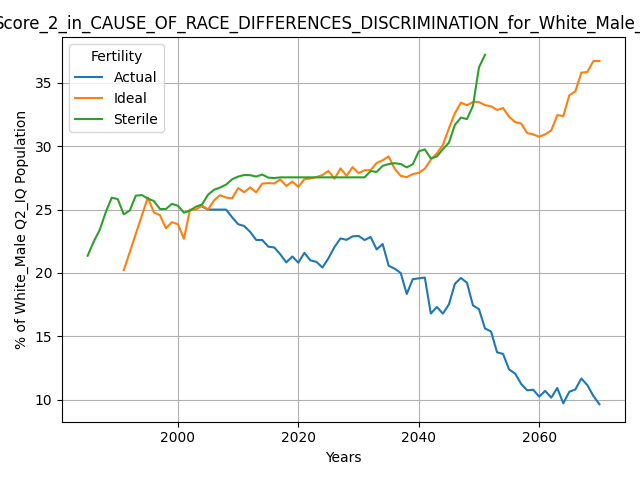 Score_2_in_CAUSE_OF_RACE_DIFFERENCES_DISCRIMINATION_for_White_Male_
Fertility
Actual
Ideal
Sterile
% of White_Male Q2_IQ Population
35
30
25
20
15
10
2000 2020 2040 2060
Years